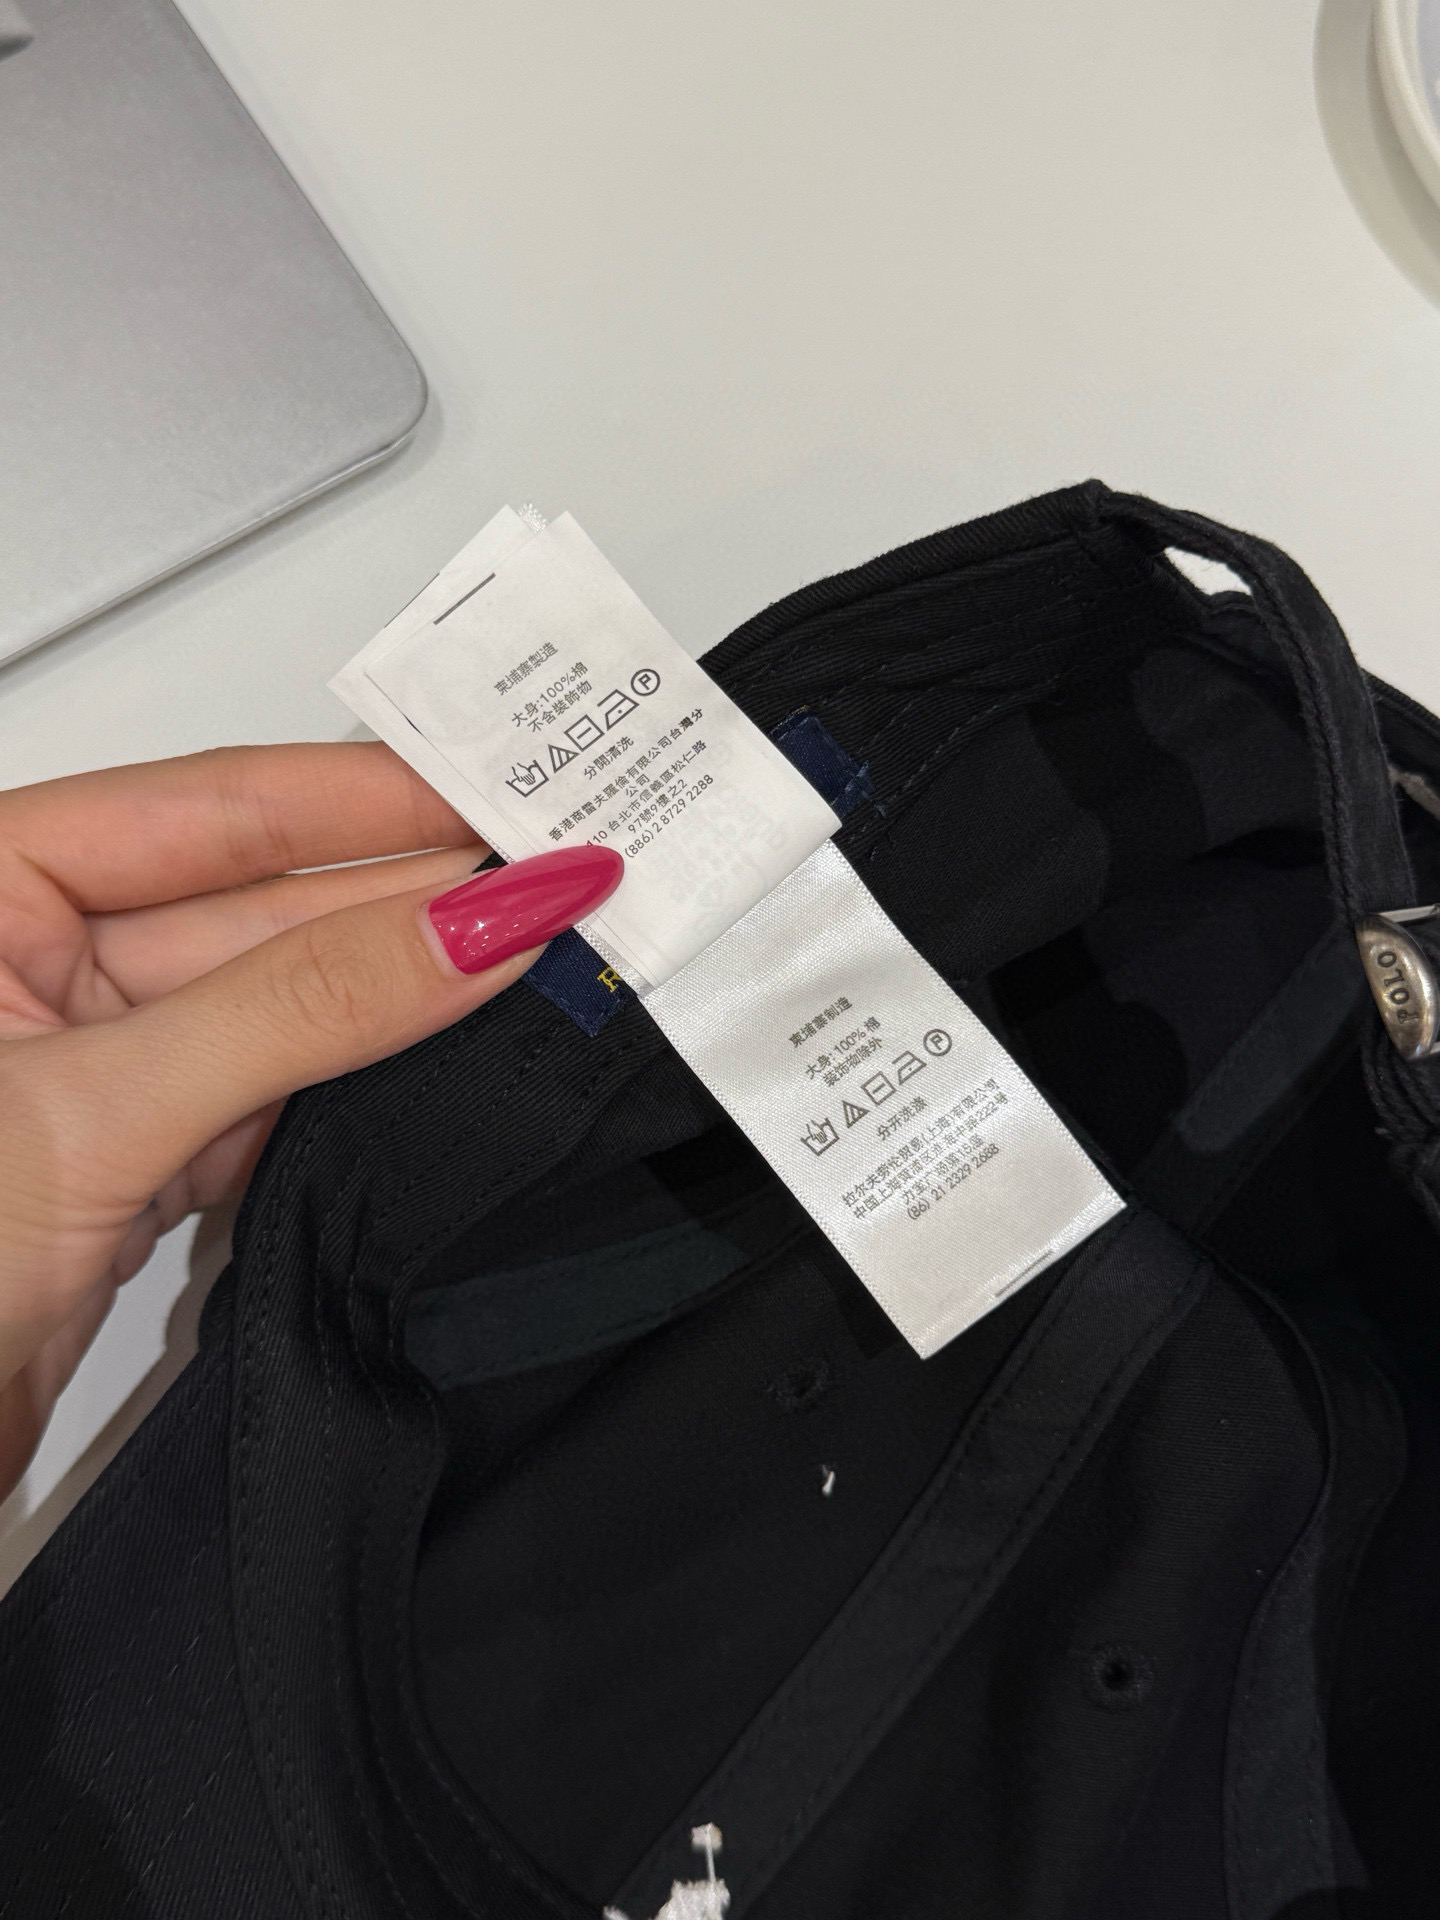 柬埔寨製造
大身:100%棉
不含裝飾物
P
分開清洗
香港商雷夫羅倫有限公司台灣分
公司
110 台北市信義區松仁路
97號9樓之2
(886) 2 8729 2288
R
柬埔寨制造
大身: 100% 棉
装饰物除外
P
分开洗涤
拉尔夫劳伦贸易(上海)有限公司
中国上海黄浦区淮海中路222号
力宝广场第15层
(86) 21 2329 2688
POLO